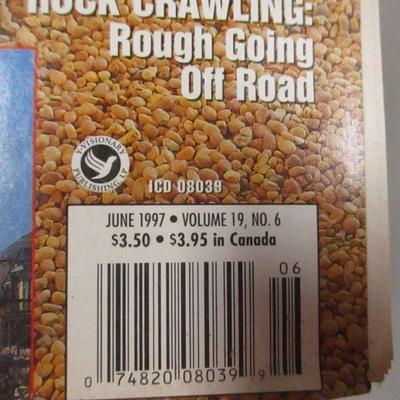 ROCK CRAWLING:
Rough Going
Off Road
Y-VISIONARY
PUBLISHING, LP
ICD 08039
JUNE 1997 • VOLUME 19, NO. 6
$3.50 • $3.95 in Canada
06
0 74820 08039 9